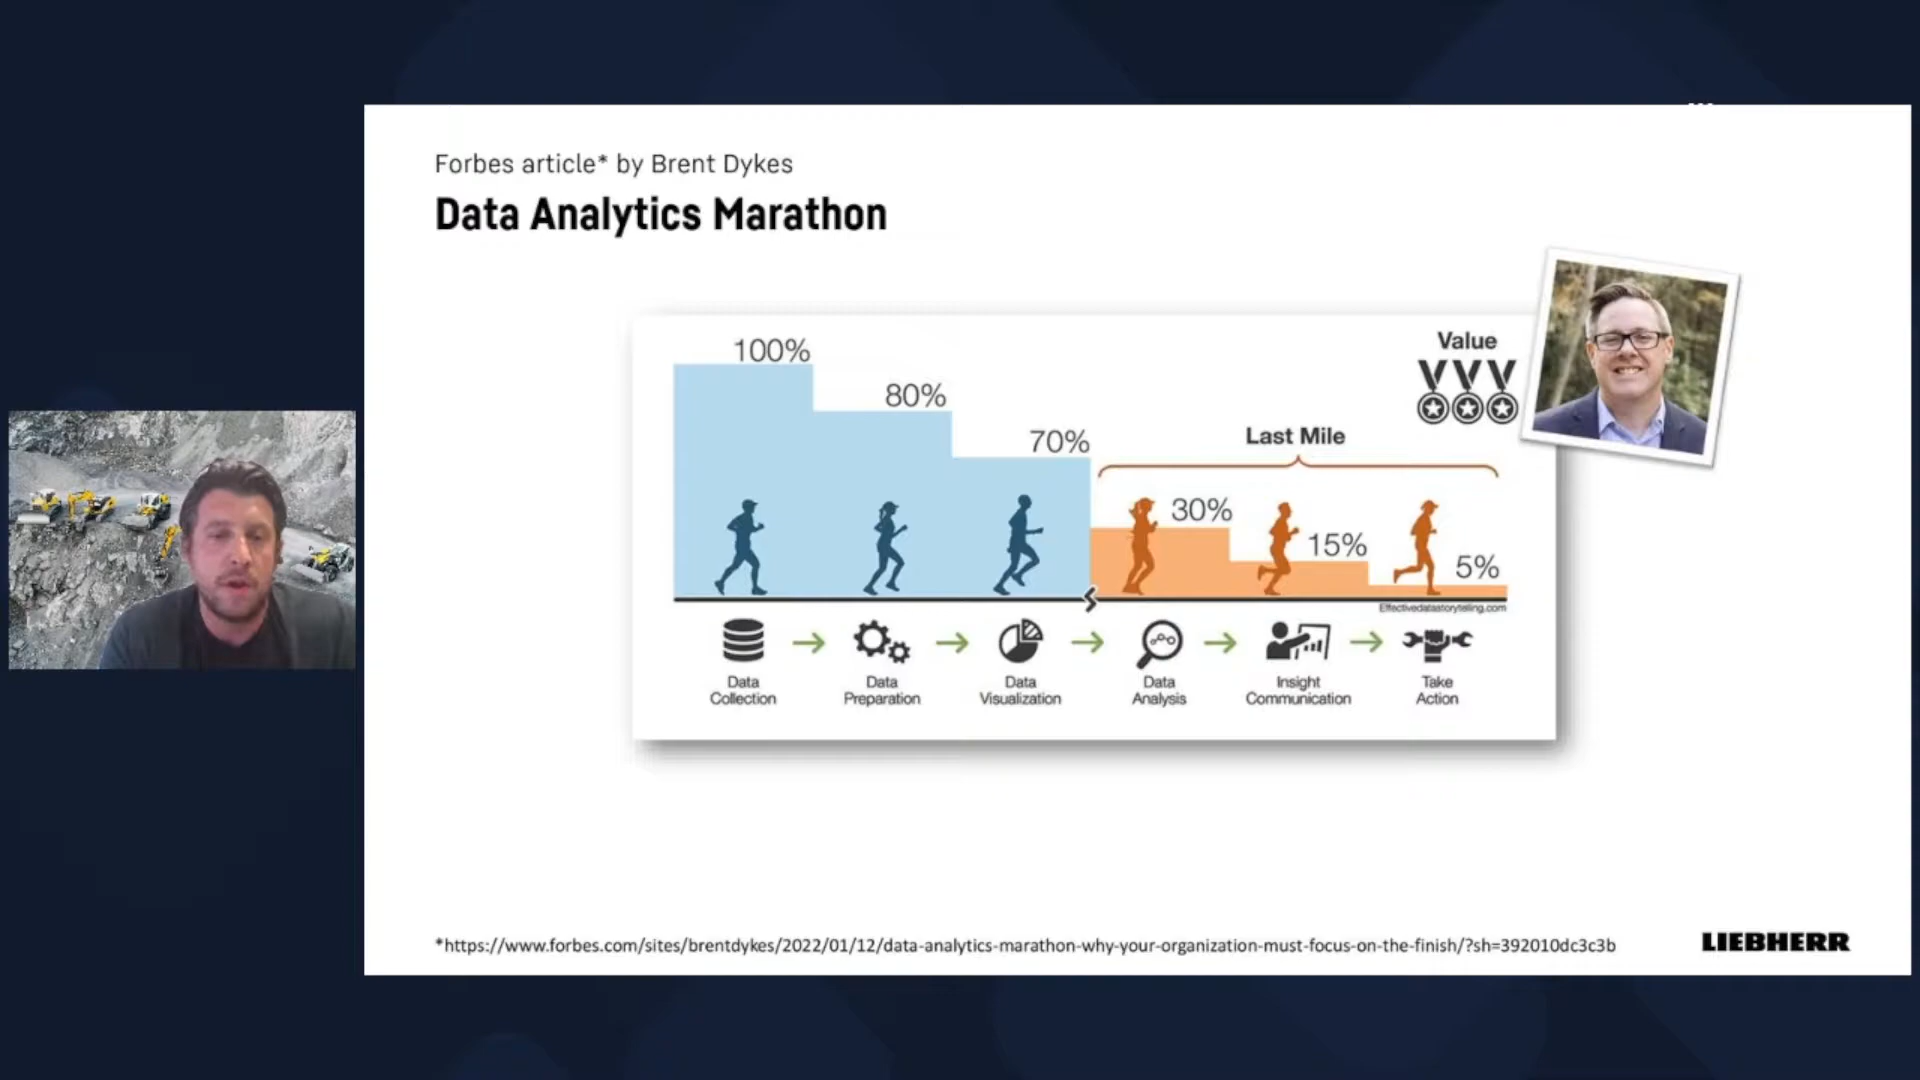 Forbes article* by Brent Dykes
Data Analytics Marathon
100%
80%
70%
30%
15%
5%
Last Mile
Value
Effectivedatastorytelling.com
Data
Collection
Data
Preparation
Data
Visualization
Data
Analysis
Insight
Communication
Take
Action
*https://www.forbes.com/sites/brentdykes/2022/01/12/data-analytics-marathon-why-your-organization-must-focus-on-the-finish/?sh=392010dc3c3b
LIEBHERR